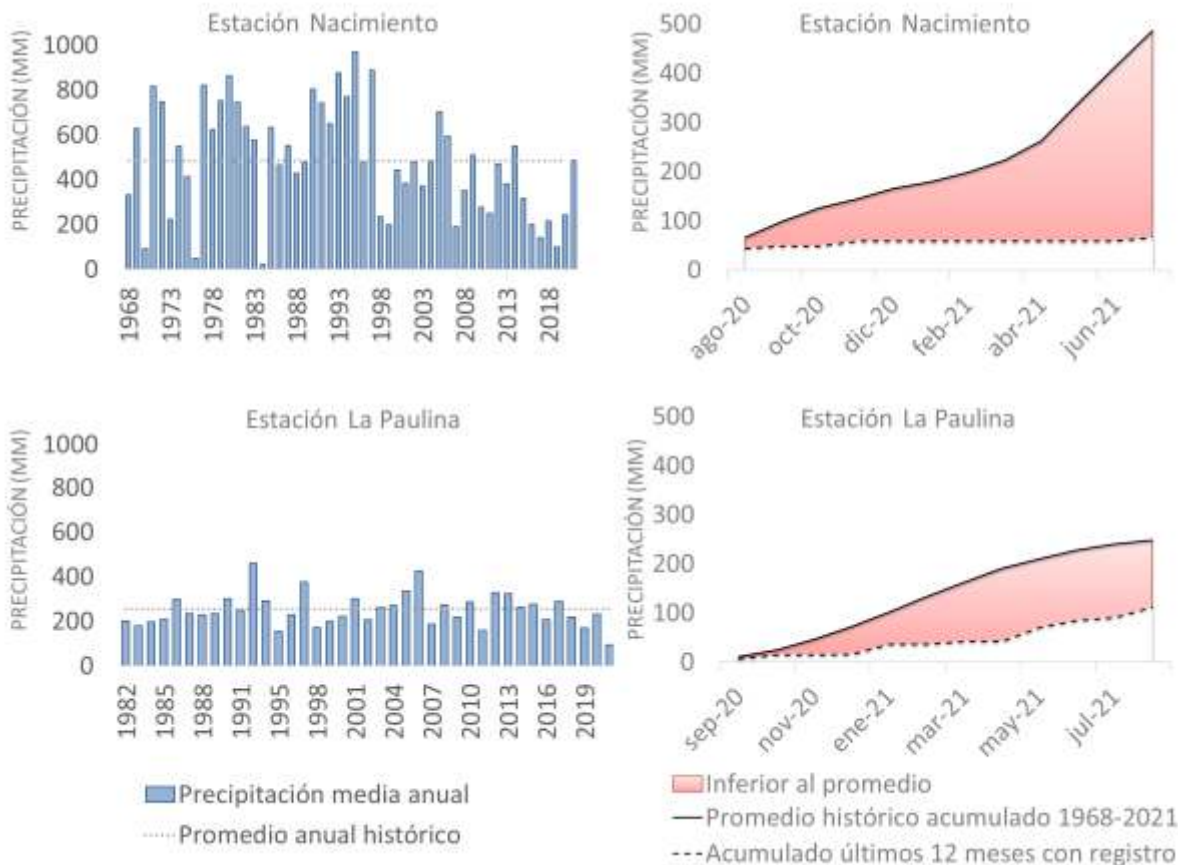 Estación Nacimiento
PRECIPITACIÓN (MM)
1000
800
600
400
200
0
1968
1973
1978
1983
1988
1993
1998
2003
2008
2013
2018
Estación Nacimiento
PRECIPITACIÓN (MM)
500
400
300
200
100
0
ago-20
oct-20
dic-20
feb-21
abr-21
jun-21
Estación La Paulina
PRECIPITACIÓN (MM)
1000
800
600
400
200
0
1982
1985
1988
1991
1992
1995
1998
2001
2004
2007
2010
2013
2016
2019
Estación La Paulina
PRECIPITACIÓN (MM)
500
400
300
200
100
0
sep-20
nov-20
ene-21
mar-21
may-21
jul-21
Precipitación media anual
Promedio anual histórico
Inferior al promedio
Promedio histórico acumulado 1968-2021
Acumulado últimos 12 meses con registro